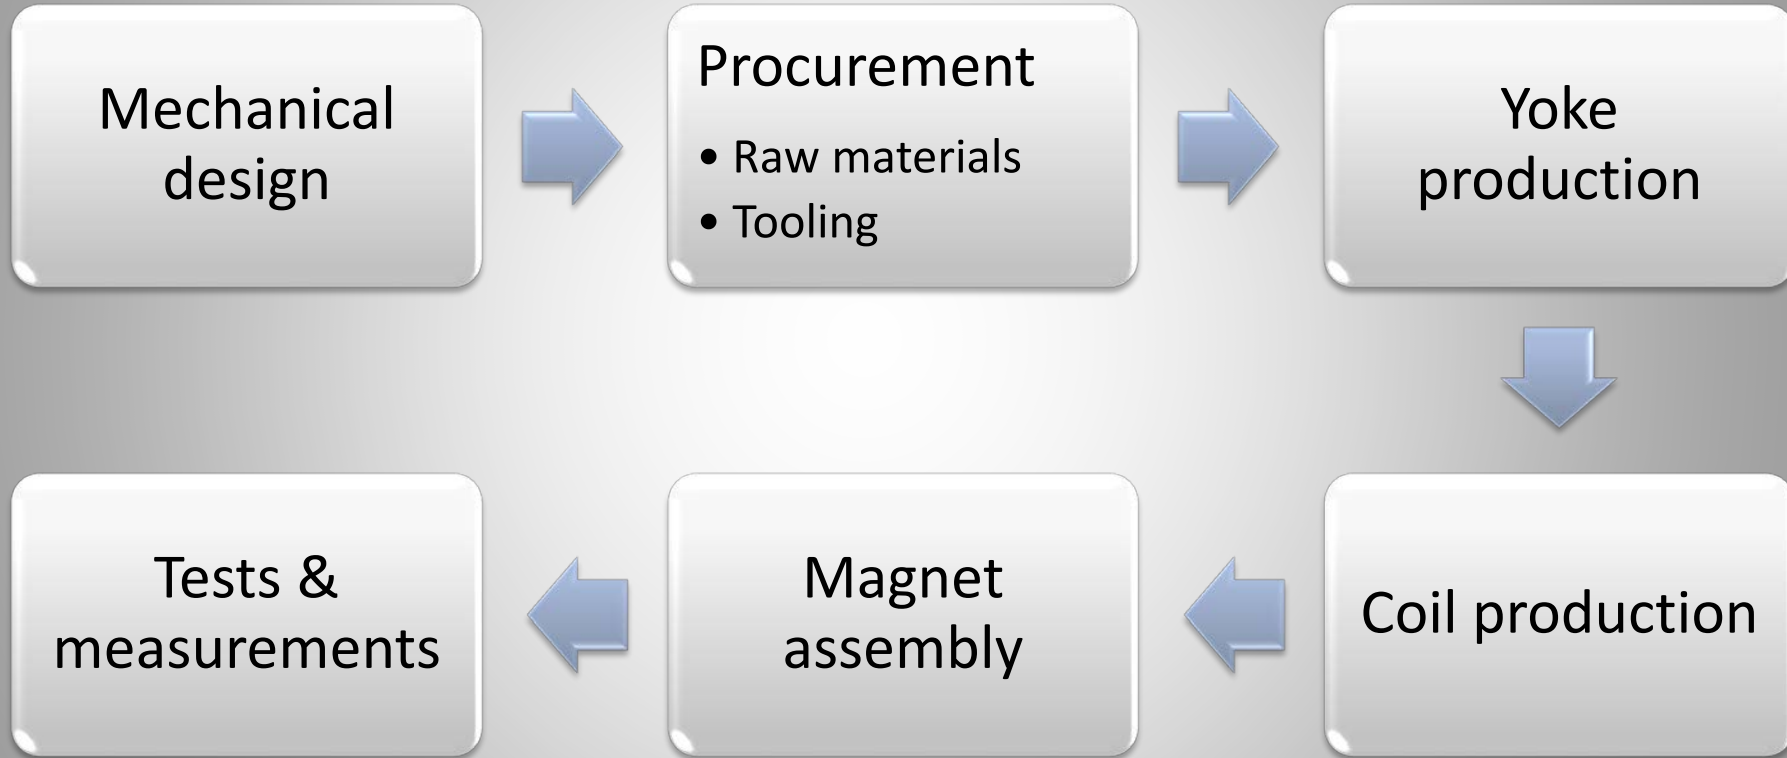 Mechanical
design
Procurement
• Raw materials
• Tooling
Yoke
production
Coil production
Magnet
assembly
Tests &
measurements